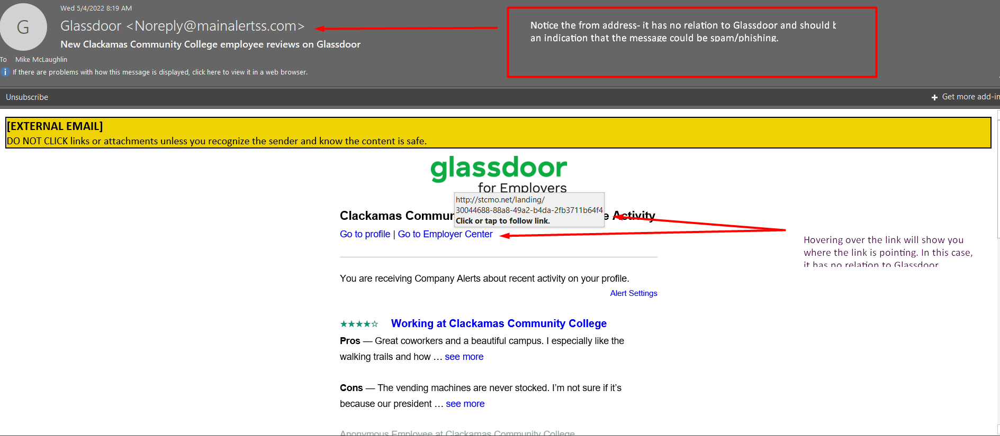 Wed 5/4/2022 8:19 AM
G
Glassdoor <Noreply@mainalertss.com>
New Clackamas Community College employee reviews on Glassdoor
To Mike McLaughlin
If there are problems with how this message is displayed, click here to view it in a web browser.
Notice the from address- it has no relation to Glassdoor and should b
an indication that the message could be spam/phishing.
Unsubscribe
Get more add-in
[EXTERNAL EMAIL]
DO NOT CLICK links or attachments unless you recognize the sender and know the content is safe.
glassdoor
for Employers
http://stcmo.net/landing/
30044688-88a8-49a2-b4da-2fb3711b64f4
Click or tap to follow link.
Clackamas Commun e Activity
Go to profile | Go to Employer Center
Hovering over the link will show you
where the link is pointing. In this case,
it has no relation to Glassdoor
You are receiving Company Alerts about recent activity on your profile.
Alert Settings
★★★★☆ Working at Clackamas Community College
Pros — Great coworkers and a beautiful campus. I especially like the
walking trails and how … see more
Cons — The vending machines are never stocked. I'm not sure if it's
because our president … see more
Anonymous Employee at Clackamas Community College